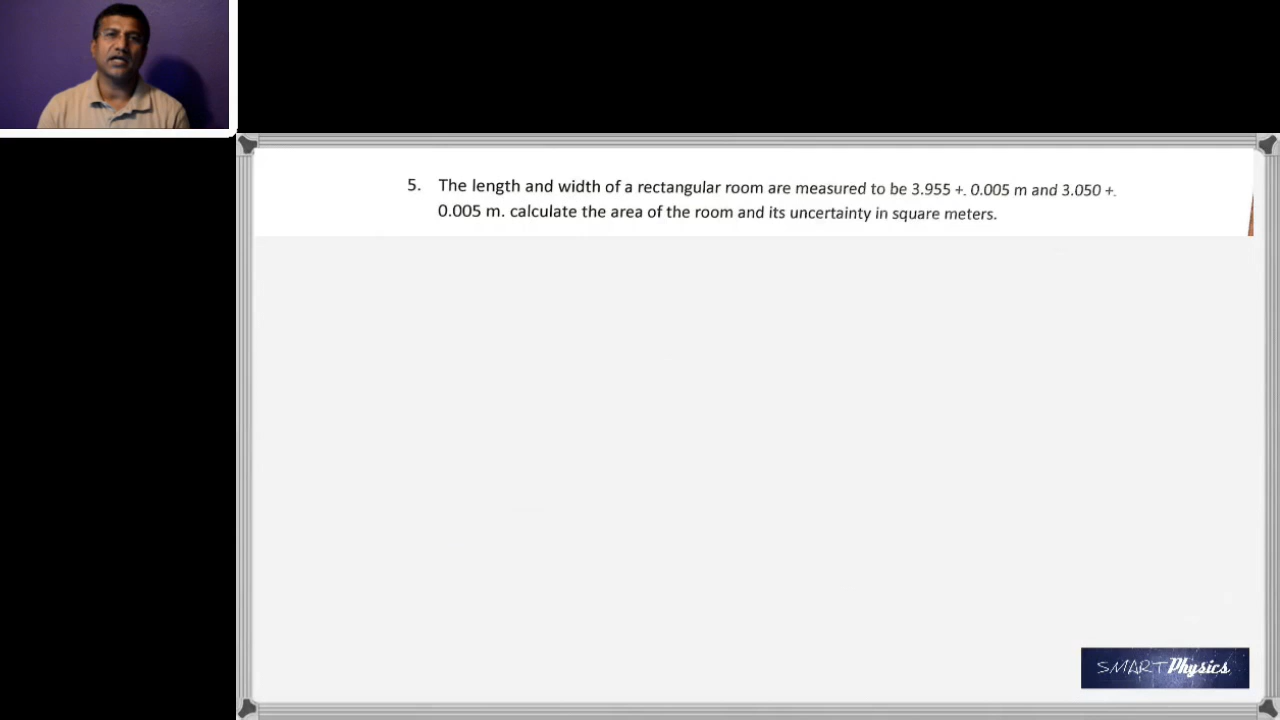 5. The length and width of a rectangular room are measured to be 3.955 +. 0.005 m and 3.050 +.
0.005 m. calculate the area of the room and its uncertainty in square meters.
SMART Physics